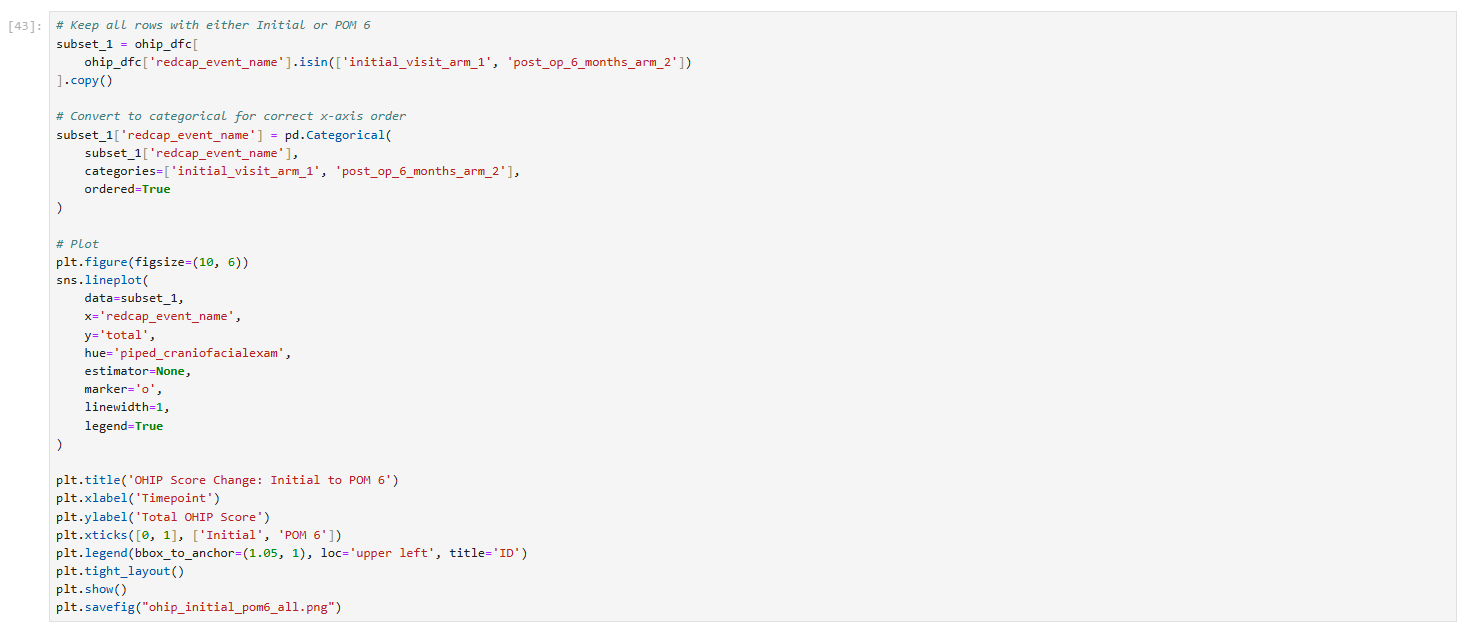 [43]:
# Keep all rows with either Initial or POM 6
subset_1 = ohip_dfc[
    ohip_dfc['redcap_event_name'].isin(['initial_visit_arm_1', 'post_op_6_months_arm_2'])
].copy()

# Convert to categorical for correct x-axis order
subset_1['redcap_event_name'] = pd.Categorical(
    subset_1['redcap_event_name'],
    categories=['initial_visit_arm_1', 'post_op_6_months_arm_2'],
    ordered=True
)

# Plot
plt.figure(figsize=(10, 6))
sns.lineplot(
    data=subset_1,
    x='redcap_event_name',
    y='total',
    hue='piped_craniofacialexam',
    estimator=None,
    marker='o',
    linewidth=1,
    legend=True
)

plt.title('OHIP Score Change: Initial to POM 6')
plt.xlabel('Timepoint')
plt.ylabel('Total OHIP Score')
plt.xticks([0, 1], ['Initial', 'POM 6'])
plt.legend(bbox_to_anchor=(1.05, 1), loc='upper left', title='ID')
plt.tight_layout()
plt.show()
plt.savefig("ohip_initial_pom6_all.png")